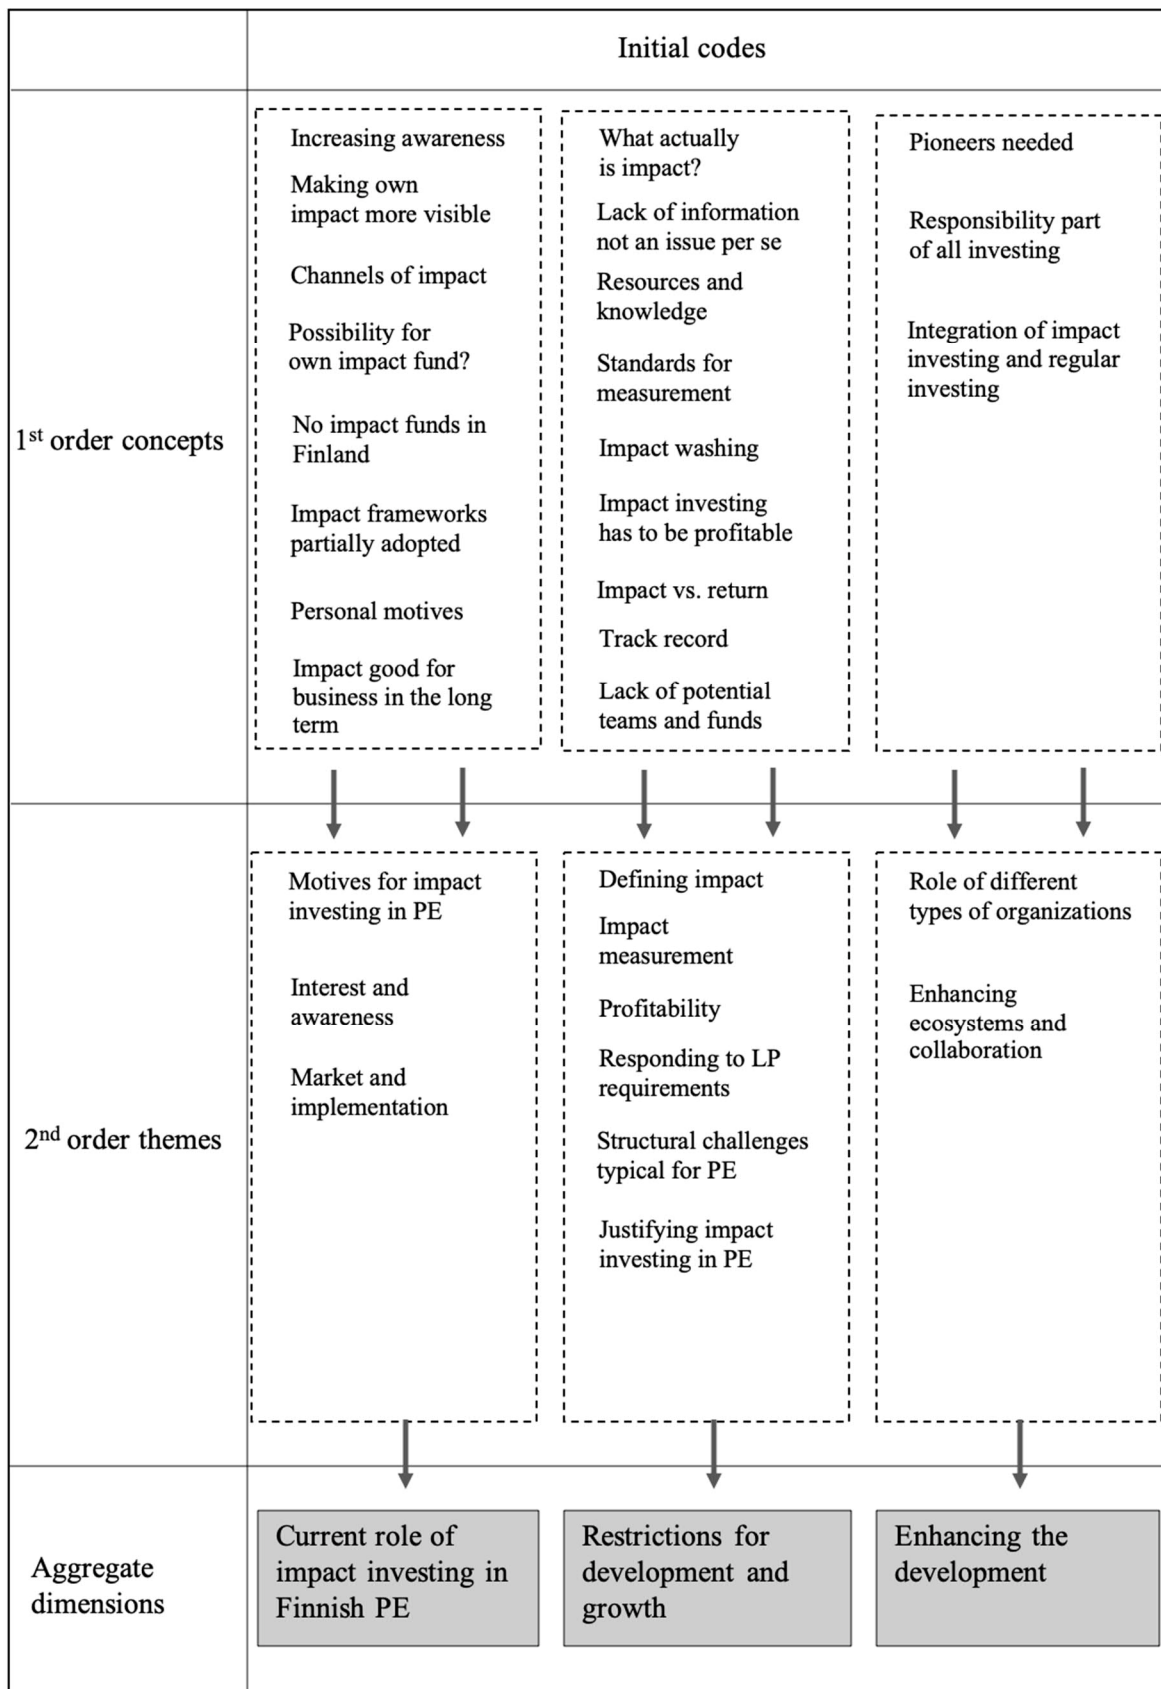 Initial codes
1st order concepts
Increasing awareness
Making own
impact more visible
Channels of impact
Possibility for
own impact fund?
No impact funds in
Finland
Impact frameworks
partially adopted
Personal motives
Impact good for
business in the long
term
What actually
is impact?
Lack of information
not an issue per se
Resources and
knowledge
Standards for
measurement
Impact washing
Impact investing
has to be profitable
Impact vs. return
Track record
Lack of potential
teams and funds
Pioneers needed
Responsibility part
of all investing
Integration of impact
investing and regular
investing
2nd order themes
Motives for impact
investing in PE
Interest and
awareness
Market and
implementation
Defining impact
Impact
measurement
Profitability
Responding to LP
requirements
Structural challenges
typical for PE
Justifying impact
investing in PE
Role of different
types of organizations
Enhancing
ecosystems and
collaboration
Aggregate
dimensions
Current role of
impact investing in
Finnish PE
Restrictions for
development and
growth
Enhancing the
development